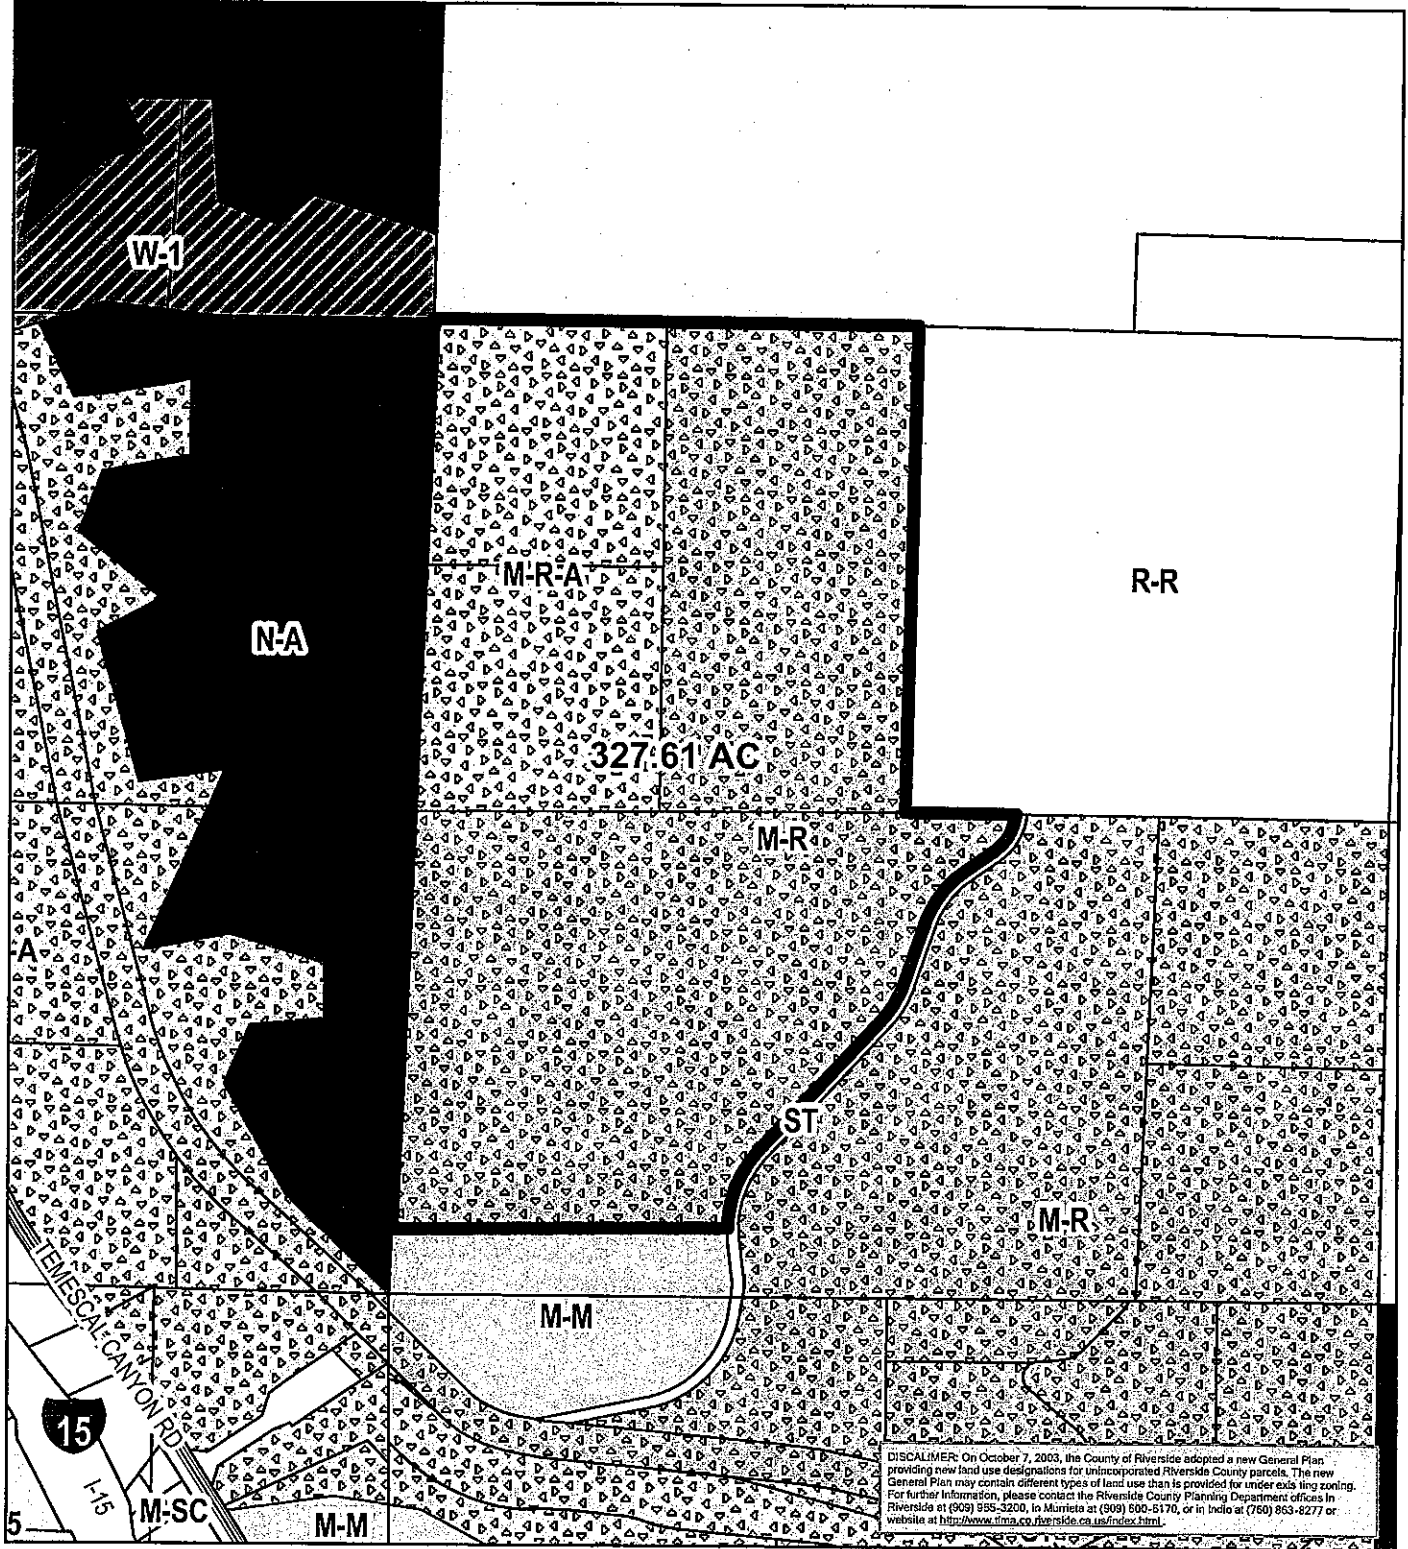 W-1
M-R-A
R-R
N-A
327.61 AC
M-R
-A
ST
M-R
TEMESCAL CANYON RD
M-M
15
I-15
M-SC
M-M
5
DISCALIMER: On October 7, 2003, the County of Riverside adopted a new General Plan
providing new land use designations for unincorporated Riverside County parcels. The new
General Plan may contain different types of land use than is provided for under existing zoning.
For further information, please contact the Riverside County Planning Department offices in
Riverside at (909) 955-3200, in Murrieta at (909) 600-6170, or in Indio at (760) 863-8277 or
website at http://www.tlma.co.riverside.ca.us/index.html.